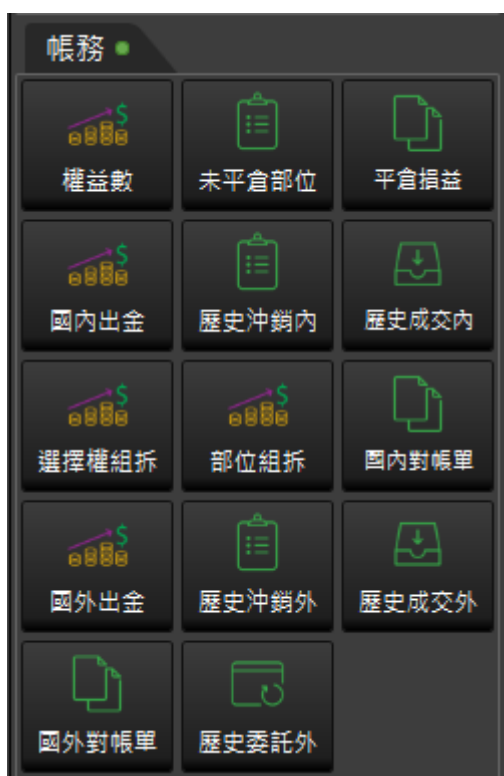 帳務
權益數
未平倉部位
平倉損益
國內出金
歷史沖銷內
歷史成交內
選擇權組拆
部位組拆
國內對帳單
國外出金
歷史沖銷外
歷史成交外
國外對帳單
歷史委託外